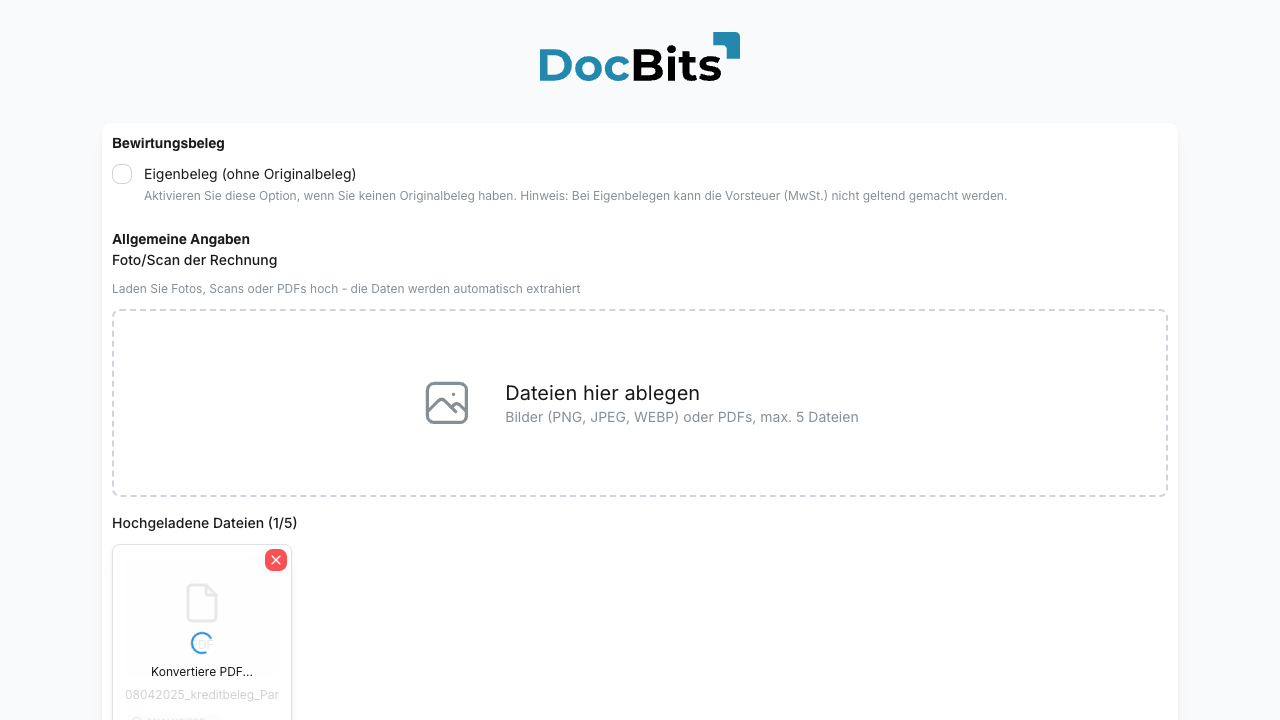 DocBits
Bewirtungsbeleg
Eigenbeleg (ohne Originalbeleg)
Aktivieren Sie diese Option, wenn Sie keinen Originalbeleg haben. Hinweis: Bei Eigenbelegen kann die Vorsteuer (MwSt.) nicht geltend gemacht werden.
Allgemeine Angaben
Foto/Scan der Rechnung
Laden Sie Fotos, Scans oder PDFs hoch - die Daten werden automatisch extrahiert
Dateien hier ablegen
Bilder (PNG, JPEG, WEBP) oder PDFs, max. 5 Dateien
Hochgeladene Dateien (1/5)
PDF
Konvertiere PDF...
08042025_kreditbeleg_Par